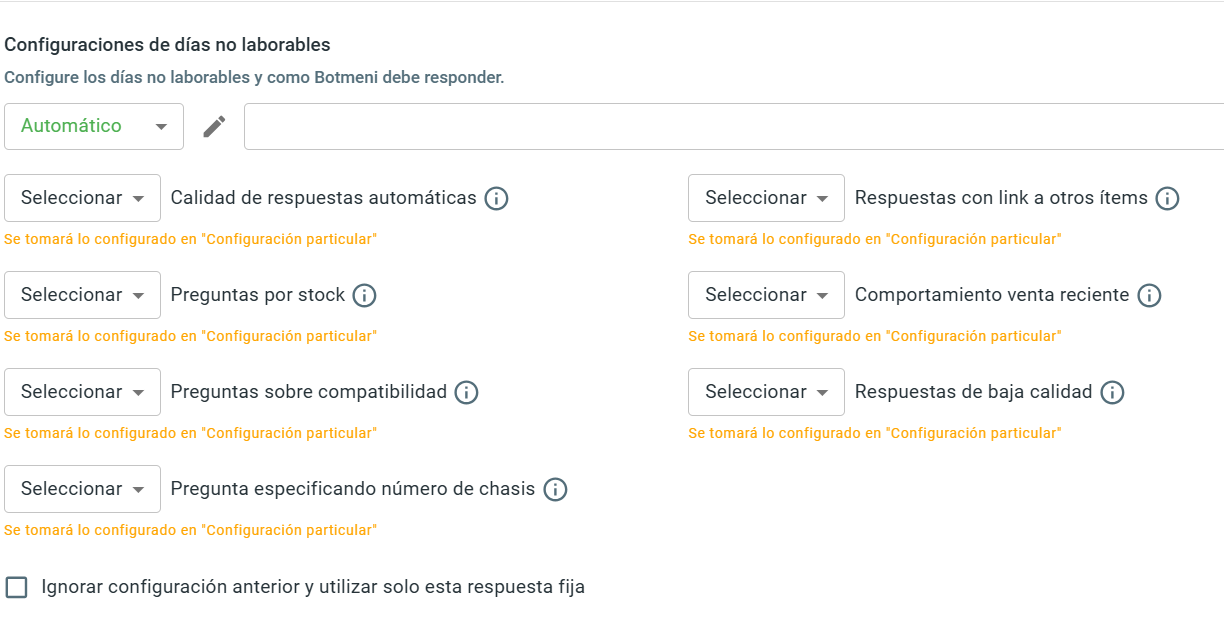 Configuraciones de días no laborables
Configure los días no laborables y como Botmeni debe responder.
Automático
Seleccionar Calidad de respuestas automáticas
Seleccionar Respuestas con link a otros ítems
Se tomará lo configurado en "Configuración particular"
Se tomará lo configurado en "Configuración particular"
Seleccionar Preguntas por stock
Seleccionar Comportamiento venta reciente
Se tomará lo configurado en "Configuración particular"
Se tomará lo configurado en "Configuración particular"
Seleccionar Preguntas sobre compatibilidad
Seleccionar Respuestas de baja calidad
Se tomará lo configurado en "Configuración particular"
Se tomará lo configurado en "Configuración particular"
Seleccionar Pregunta especificando número de chasis
Se tomará lo configurado en "Configuración particular"
Ignorar configuración anterior y utilizar solo esta respuesta fija